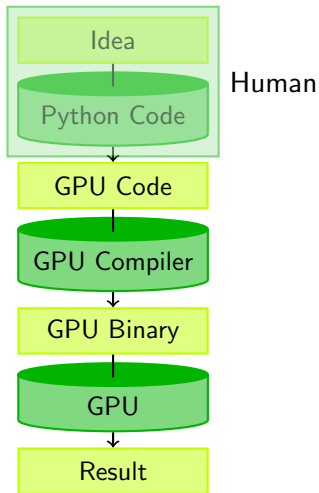 Idea
Human
Python Code
GPU Code
GPU Compiler
GPU Binary
GPU
Result